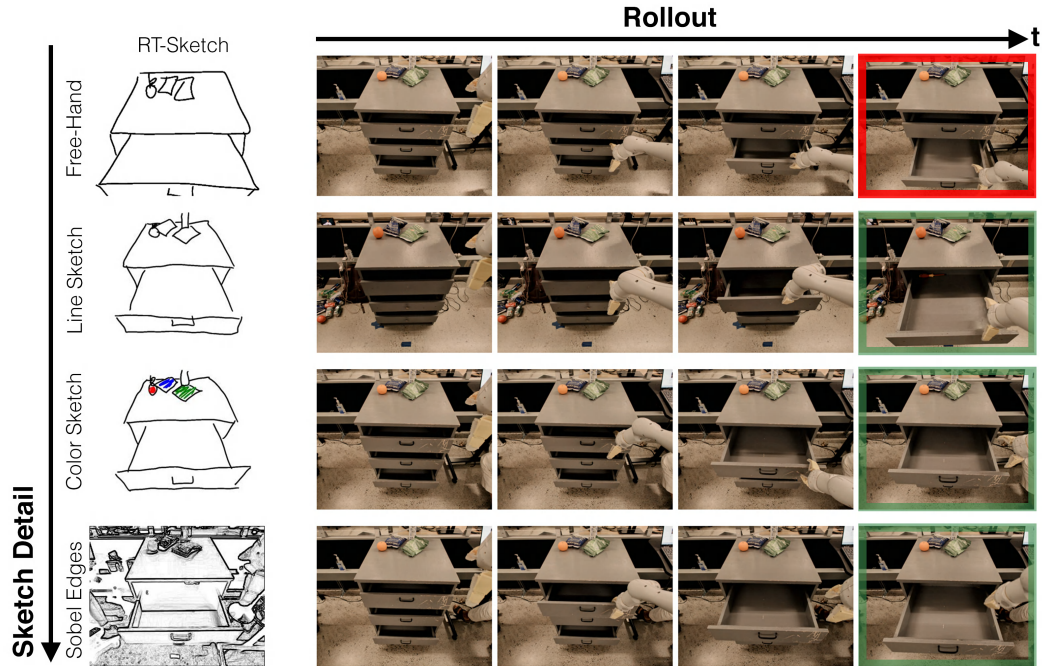 Rollout
t
RT-Sketch
Free-Hand
Line Sketch
Color Sketch
Sobel Edges
Sketch Detail